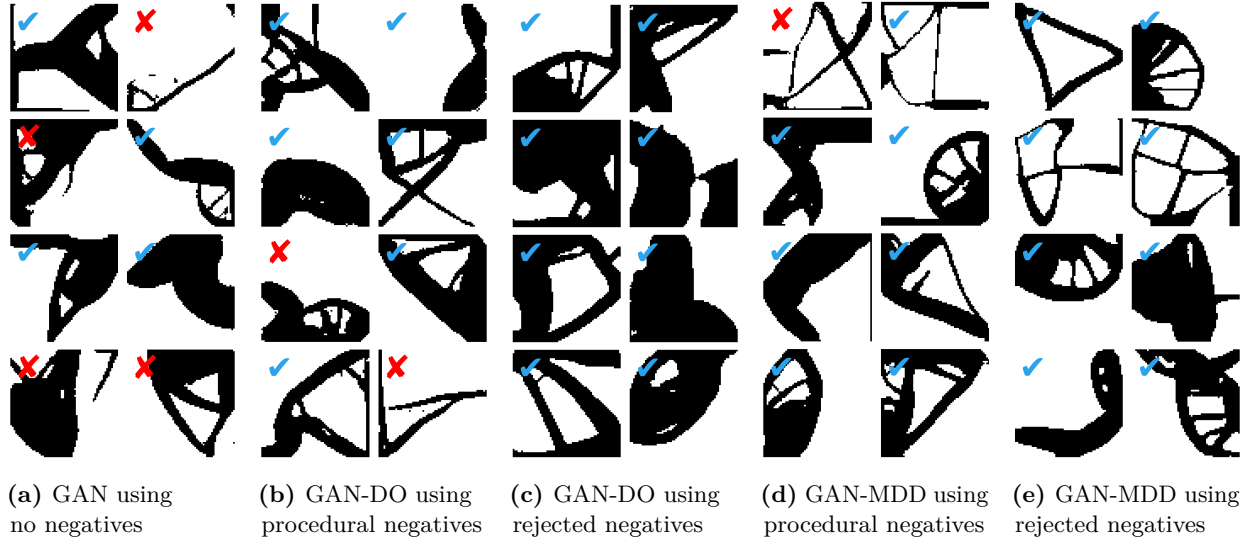 (a) GAN using
no negatives
(b) GAN-DO using
procedural negatives
(c) GAN-DO using
rejected negatives
(d) GAN-MDD using
procedural negatives
(e) GAN-MDD using
rejected negatives